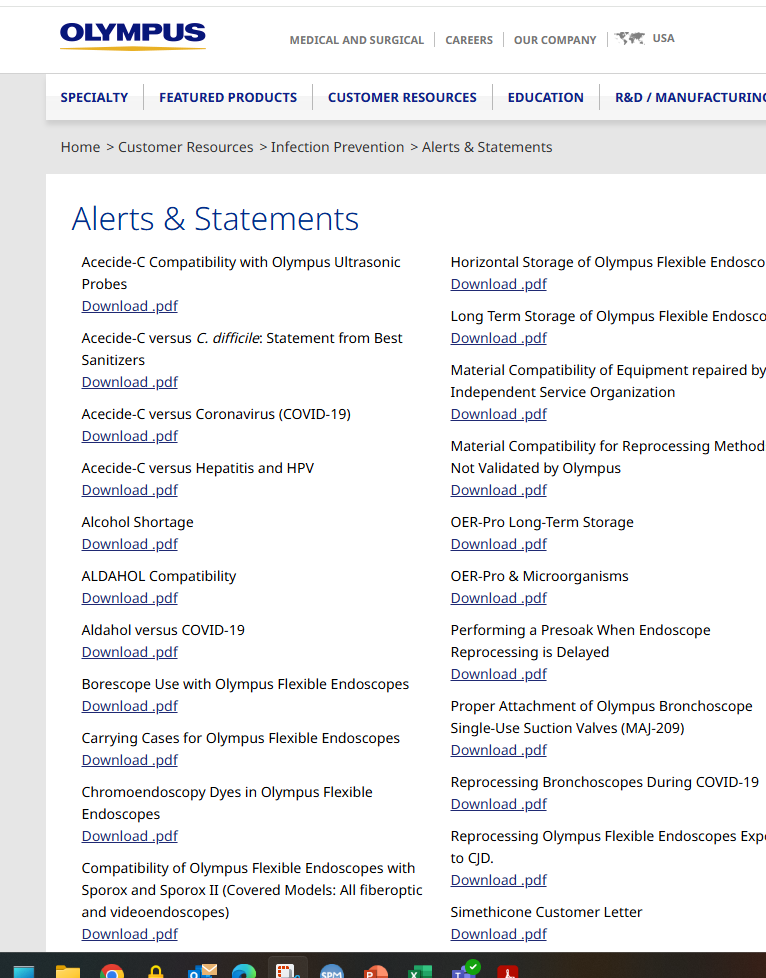 OLYMPUS
MEDICAL AND SURGICAL
CAREERS
OUR COMPANY
USA
SPECIALTY
FEATURED PRODUCTS
CUSTOMER RESOURCES
EDUCATION
R&D / MANUFACTURING
Home > Customer Resources > Infection Prevention > Alerts & Statements
Alerts & Statements
Acecide-C Compatibility with Olympus Ultrasonic
Probes
Download .pdf
Acecide-C versus C. difficile: Statement from Best
Sanitizers
Download .pdf
Acecide-C versus Coronavirus (COVID-19)
Download .pdf
Acecide-C versus Hepatitis and HPV
Download .pdf
Alcohol Shortage
Download .pdf
ALDAHOL Compatibility
Download .pdf
Aldahol versus COVID-19
Download .pdf
Borescope Use with Olympus Flexible Endoscopes
Download .pdf
Carrying Cases for Olympus Flexible Endoscopes
Download .pdf
Chromoendoscopy Dyes in Olympus Flexible
Endoscopes
Download .pdf
Compatibility of Olympus Flexible Endoscopes with
Sporox and Sporox II (Covered Models: All fiberoptic
and videoendoscopes)
Download .pdf
Horizontal Storage of Olympus Flexible Endosco
Download .pdf
Long Term Storage of Olympus Flexible Endosco
Download .pdf
Material Compatibility of Equipment repaired by
Independent Service Organization
Download .pdf
Material Compatibility for Reprocessing Method
Not Validated by Olympus
Download .pdf
OER-Pro Long-Term Storage
Download .pdf
OER-Pro & Microorganisms
Download .pdf
Performing a Presoak When Endoscope
Reprocessing is Delayed
Download .pdf
Proper Attachment of Olympus Bronchoscope
Single-Use Suction Valves (MAJ-209)
Download .pdf
Reprocessing Bronchoscopes During COVID-19
Download .pdf
Reprocessing Olympus Flexible Endoscopes Exp
to CJD.
Download .pdf
Simethicone Customer Letter
Download .pdf
SPM